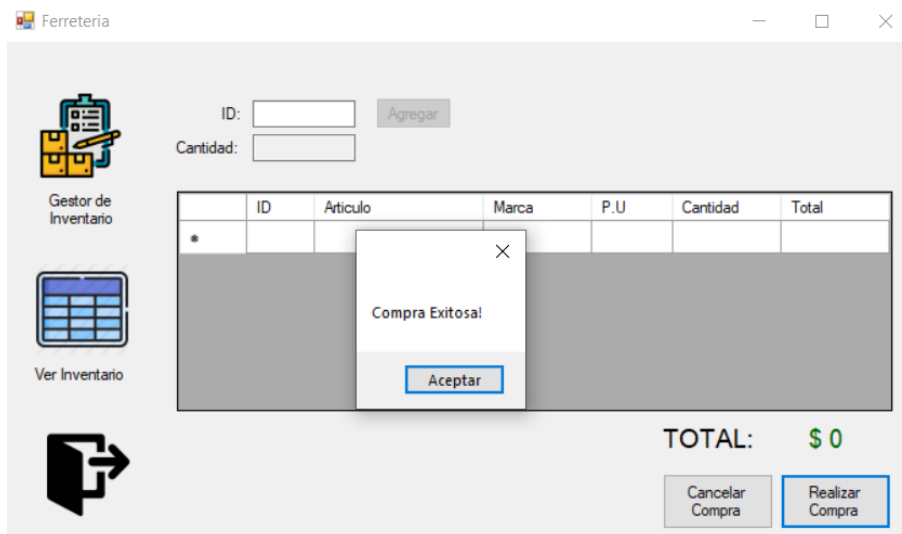 Ferreteria
ID:
Agregar
Cantidad:
Gestor de
Inventario
ID Articulo Marca P.U Cantidad Total
*
Compra Exitosa!
Aceptar
Ver Inventario
TOTAL: $ 0
Cancelar
Compra
Realizar
Compra